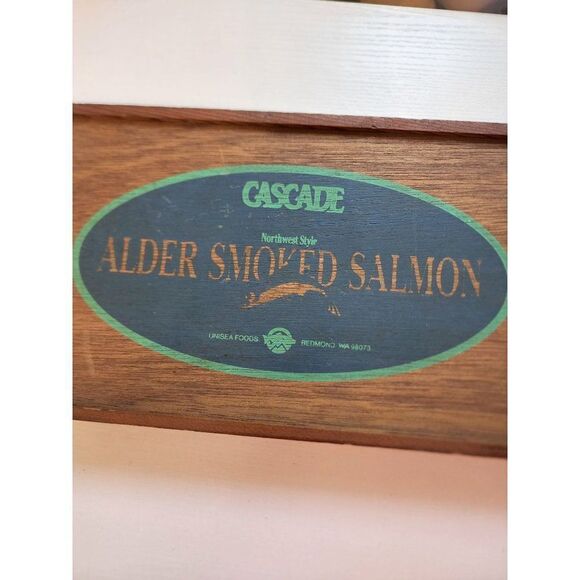 CASCADE
Northwest Style
ALDER SMOKED SALMON
UNISEA FOODS REDMOND WA 98073